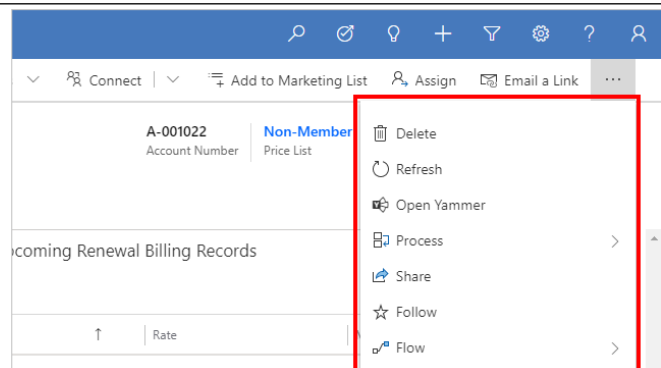 Connect
Add to Marketing List
Assign
Email a Link
A-001022
Account Number
Non-Member
Price List
Delete
Refresh
Open Yammer
Process
Share
Follow
Flow
Renewal Billing Records
Rate